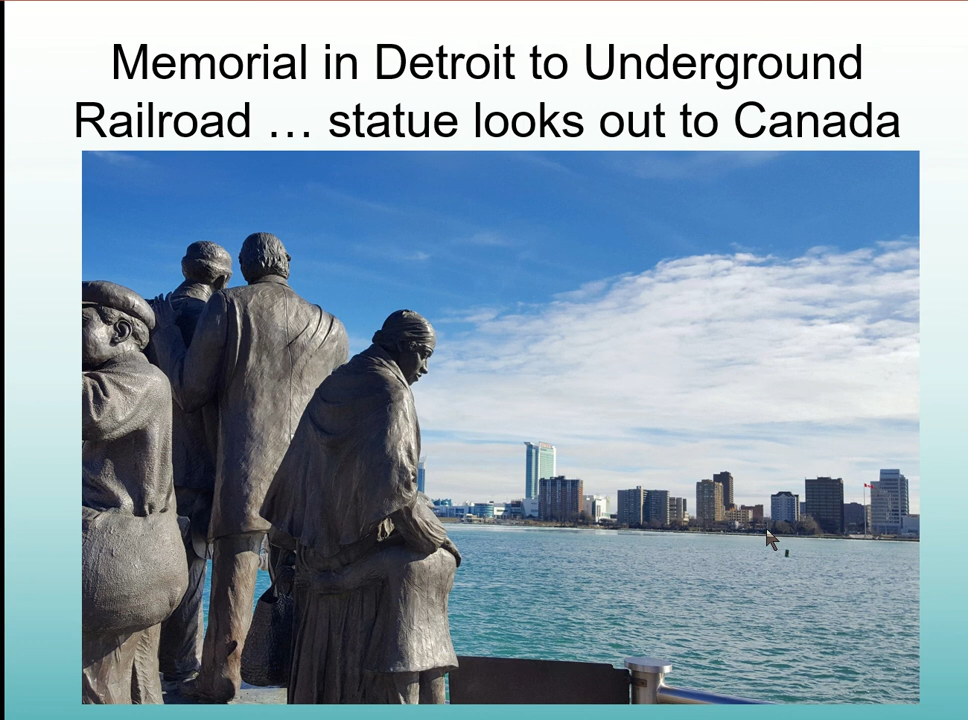 Memorial in Detroit to Underground
Railroad … statue looks out to Canada